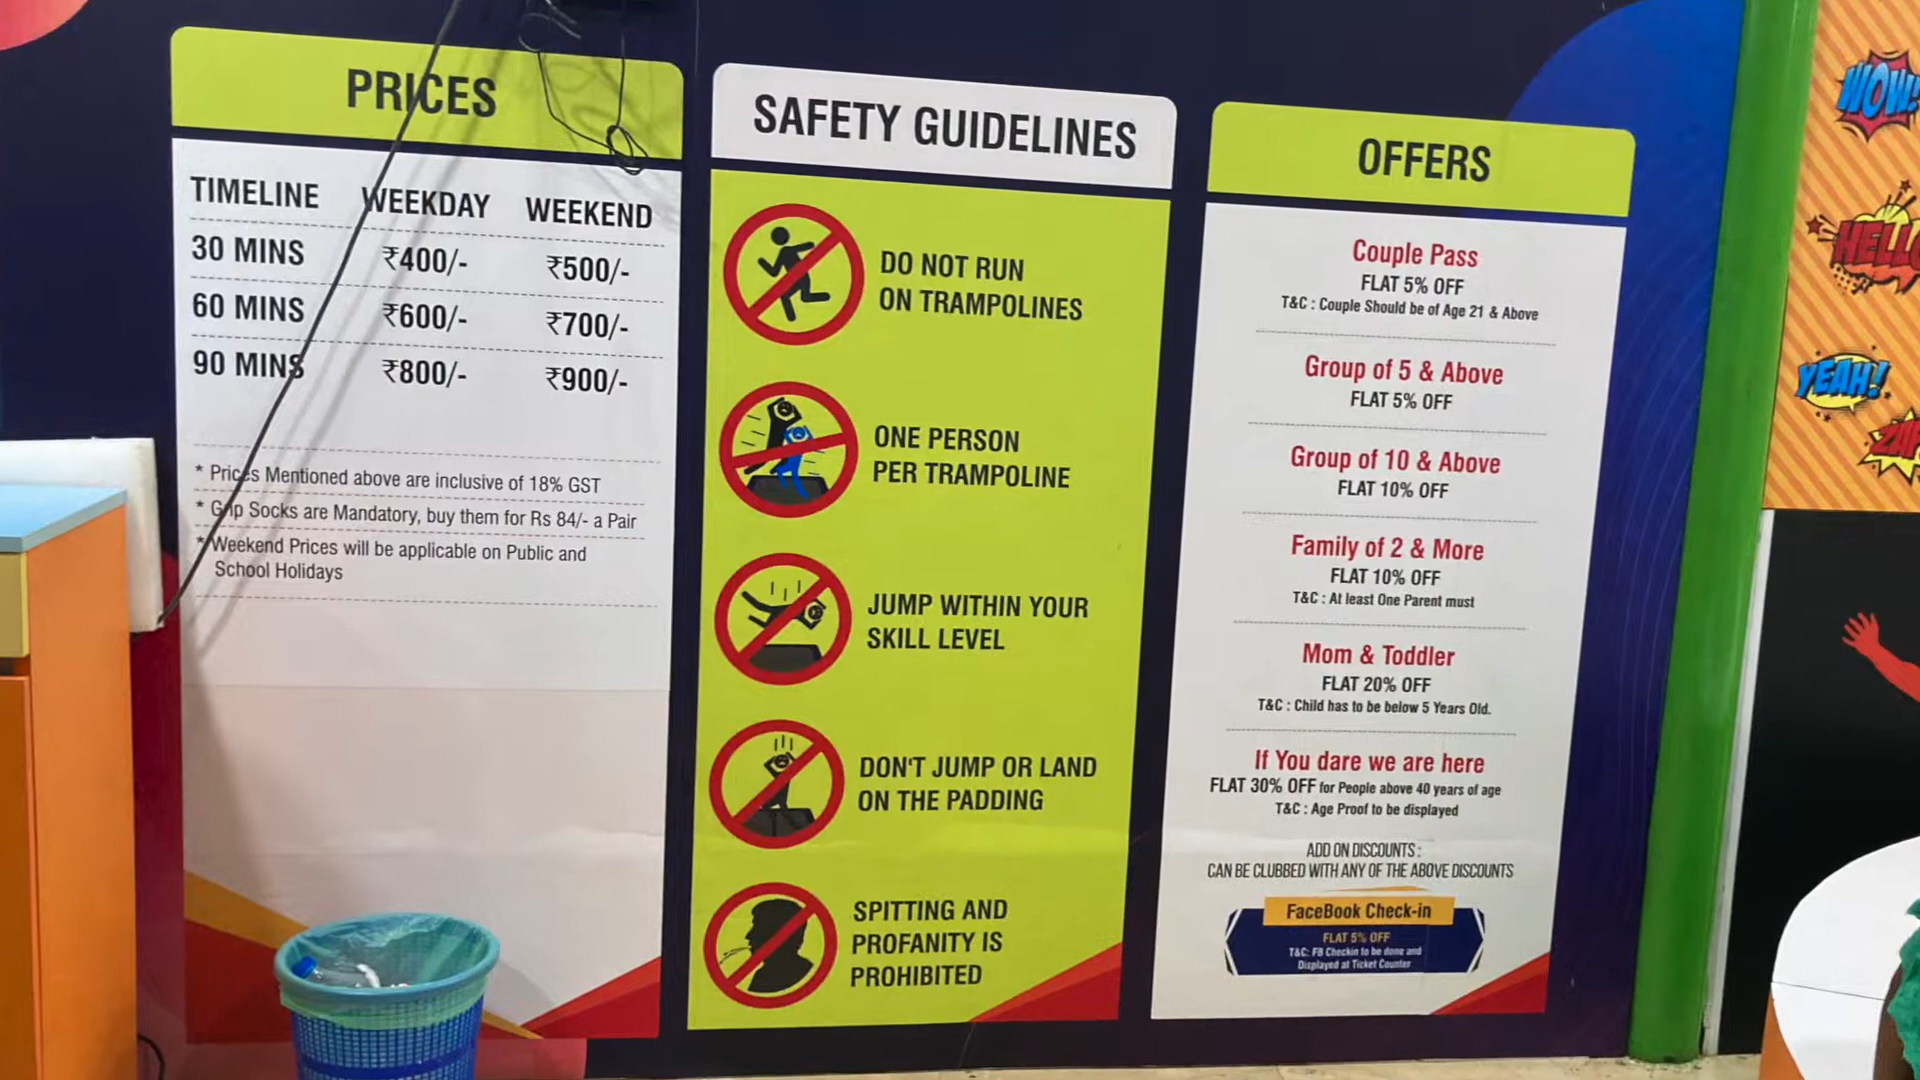 PRICES
TIMELINE WEEKDAY WEEKEND
30 MINS ₹400/- ₹500/-
60 MINS ₹600/- ₹700/-
90 MINS ₹800/- ₹900/-
* Prices Mentioned above are inclusive of 18% GST
* Grip Socks are Mandatory, buy them for Rs 84/- a Pair
* Weekend Prices will be applicable on Public and
School Holidays
SAFETY GUIDELINES
DO NOT RUN
ON TRAMPOLINES
ONE PERSON
PER TRAMPOLINE
JUMP WITHIN YOUR
SKILL LEVEL
DON'T JUMP OR LAND
ON THE PADDING
SPITTING AND
PROFANITY IS
PROHIBITED
OFFERS
Couple Pass
FLAT 5% OFF
T&C : Couple Should be of Age 21 & Above
Group of 5 & Above
FLAT 5% OFF
Group of 10 & Above
FLAT 10% OFF
Family of 2 & More
FLAT 10% OFF
T&C : At least One Parent must
Mom & Toddler
FLAT 20% OFF
T&C : Child has to be below 5 Years Old.
If You dare we are here
FLAT 30% OFF for People above 40 years of age
T&C : Age Proof to be displayed
ADD ON DISCOUNTS :
CAN BE CLUBBED WITH ANY OF THE ABOVE DISCOUNTS
FaceBook Check-in
FLAT 5% OFF
T&C: FB Checkin to be done and
Displayed at Ticket Counter
WOW!
HELLO
YEAH!